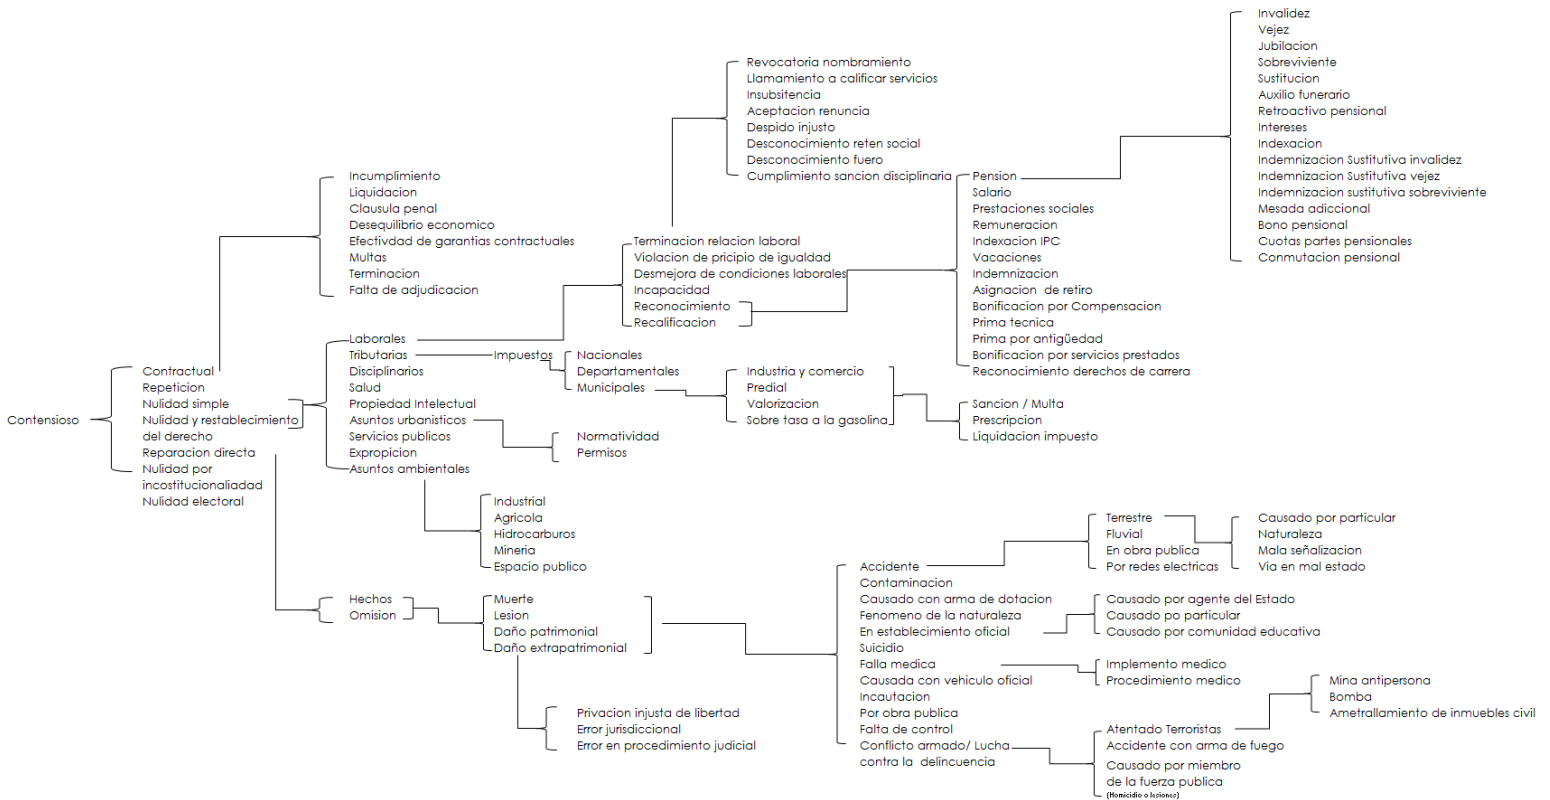 Contensioso
Contractual
Repeticion
Nulidad simple
Nulidad y restablecimiento
del derecho
Reparacion directa
Nulidad por
incostitucionaliadad
Nulidad electoral
Incumplimiento
Liquidacion
Clausula penal
Desequilibrio economico
Efectivdad de garantias contractuales
Multas
Terminacion
Falta de adjudicacion
Laborales
Tributarias
Disciplinarios
Salud
Propiedad Intelectual
Asuntos urbanisticos
Servicios publicos
Expropicion
Asuntos ambientales
Terminacion relacion laboral
Violacion de pricipio de igualdad
Desmejora de condiciones laborales
Incapacidad
Reconocimiento
Recalificacion
Revocatoria nombramiento
Llamamiento a calificar servicios
Insubsitencia
Aceptacion renuncia
Despido injusto
Desconocimiento reten social
Desconocimiento fuero
Cumplimiento sancion disciplinaria
Pension
Salario
Prestaciones sociales
Remuneracion
Indexacion IPC
Vacaciones
Indemnizacion
Asignacion de retiro
Bonificacion por Compensacion
Prima tecnica
Prima por antigüedad
Bonificacion por servicios prestados
Reconocimiento derechos de carrera
Invalidez
Vejez
Jubilacion
Sobreviviente
Sustitucion
Auxilio funerario
Retroactivo pensional
Intereses
Indexacion
Indemnizacion Sustitutiva invalidez
Indemnizacion Sustitutiva vejez
Indemnizacion sustitutiva sobreviviente
Mesada adiccional
Bono pensional
Cuotas partes pensionales
Conmutacion pensional
Impuestos
Nacionales
Departamentales
Municipales
Industria y comercio
Predial
Valorizacion
Sobre tasa a la gasolina
Sancion / Multa
Prescripcion
Liquidacion impuesto
Normatividad
Permisos
Industrial
Agricola
Hidrocarburos
Mineria
Espacio publico
Hechos
Omision
Muerte
Lesion
Daño patrimonial
Daño extrapatrimonial
Privacion injusta de libertad
Error jurisdiccional
Error en procedimiento judicial
Accidente
Contaminacion
Causado con arma de dotacion
Fenomeno de la naturaleza
En establecimiento oficial
Suicidio
Falla medica
Causada con vehiculo oficial
Incautacion
Por obra publica
Falta de control
Conflicto armado/ Lucha
contra la delincuencia
Terrestre
Fluvial
En obra publica
Por redes electricas
Causado por particular
Naturaleza
Mala señalizacion
Via en mal estado
Causado por agente del Estado
Causado po particular
Causado por comunidad educativa
Implemento medico
Procedimiento medico
Atentado Terroristas
Accidente con arma de fuego
Causado por miembro
de la fuerza publica
(Homicidio o lesiones)
Mina antipersona
Bomba
Ametrallamiento de inmuebles civil